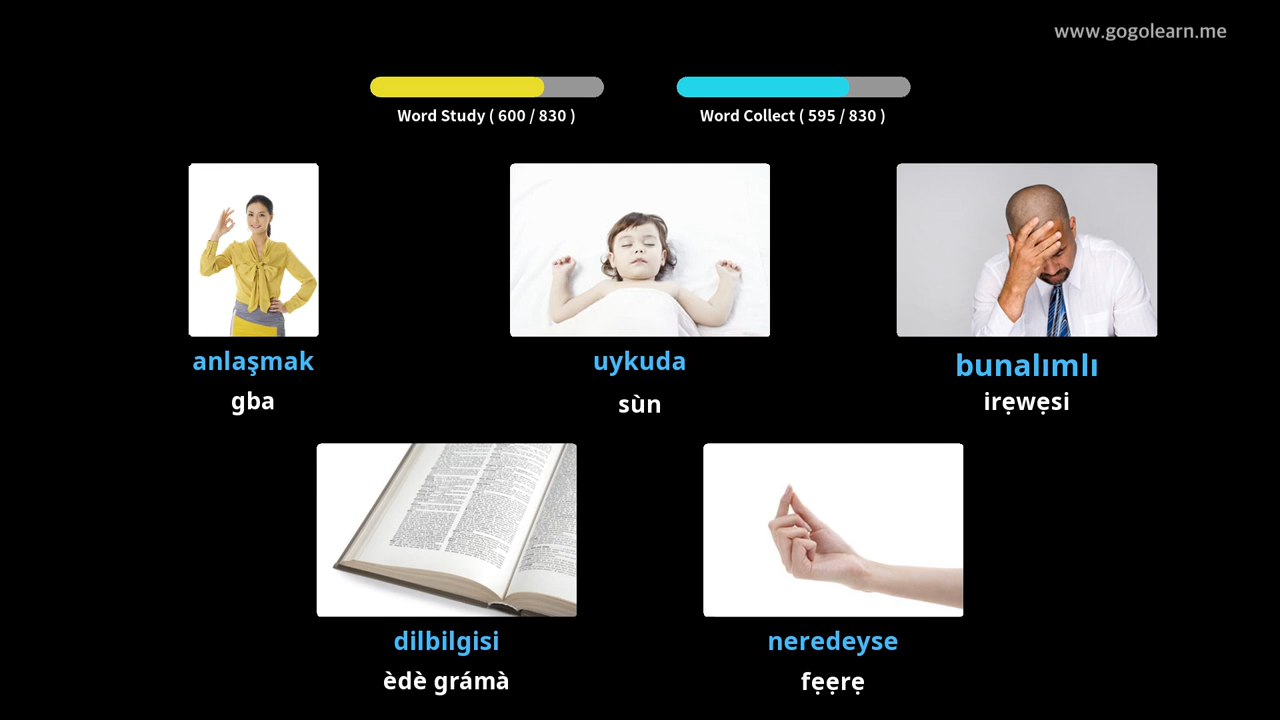 www.gogolearn.me
Word Study ( 600 / 830 )
Word Collect ( 595 / 830 )
anlaşmak
gba
uykuda
sùn
bunalımlı
irẹwẹsi
dilbilgisi
èdè grámà
neredeyse
fẹẹrẹ